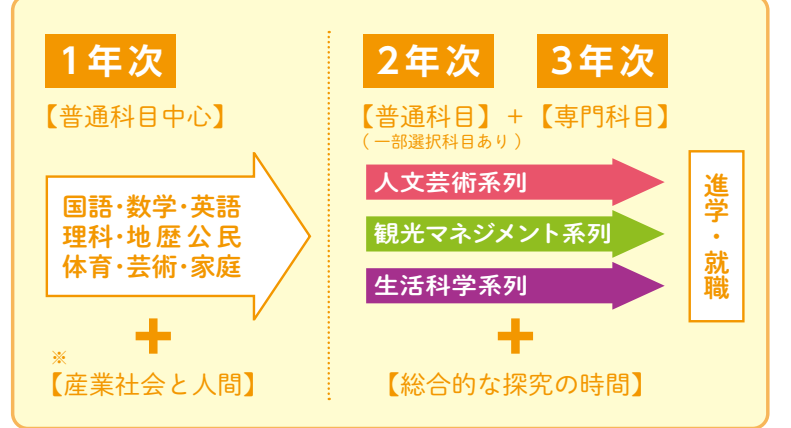 1年次
【普通科目中心】
国語･数学･英語
理科･地歴公民
体育･芸術･家庭
+
※
【産業社会と人間】
2年次
3年次
【普通科目】+【専門科目】
(一部選択科目あり)
人文芸術系列
観光マネジメント系列
生活科学系列
+
【総合的な探究の時間】
進学・就職